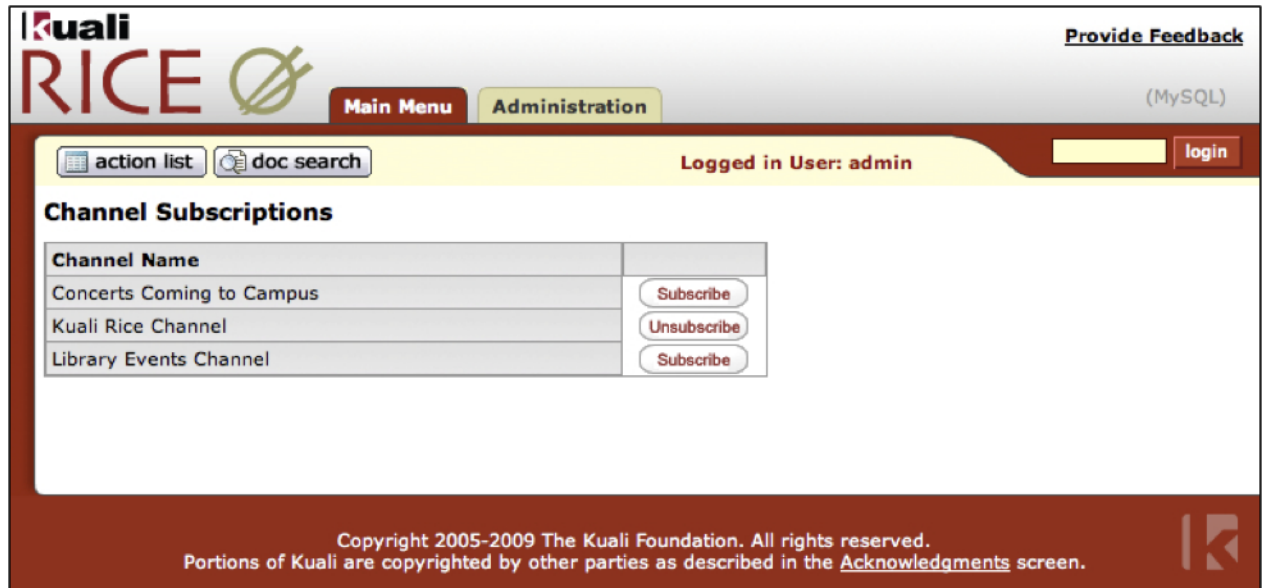 Kuali
RICE
Provide Feedback
Main Menu Administration (MySQL)
action list doc search Logged in User: admin login
Channel Subscriptions
Channel Name
Concerts Coming to Campus Subscribe
Kuali Rice Channel Unsubscribe
Library Events Channel Subscribe
Copyright 2005-2009 The Kuali Foundation. All rights reserved.
Portions of Kuali are copyrighted by other parties as described in the Acknowledgments screen.